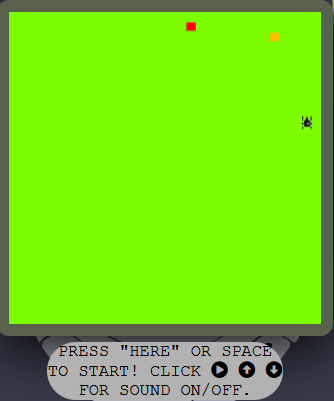 PRESS "HERE" OR SPACE
TO START! CLICK
FOR SOUND ON/OFF.